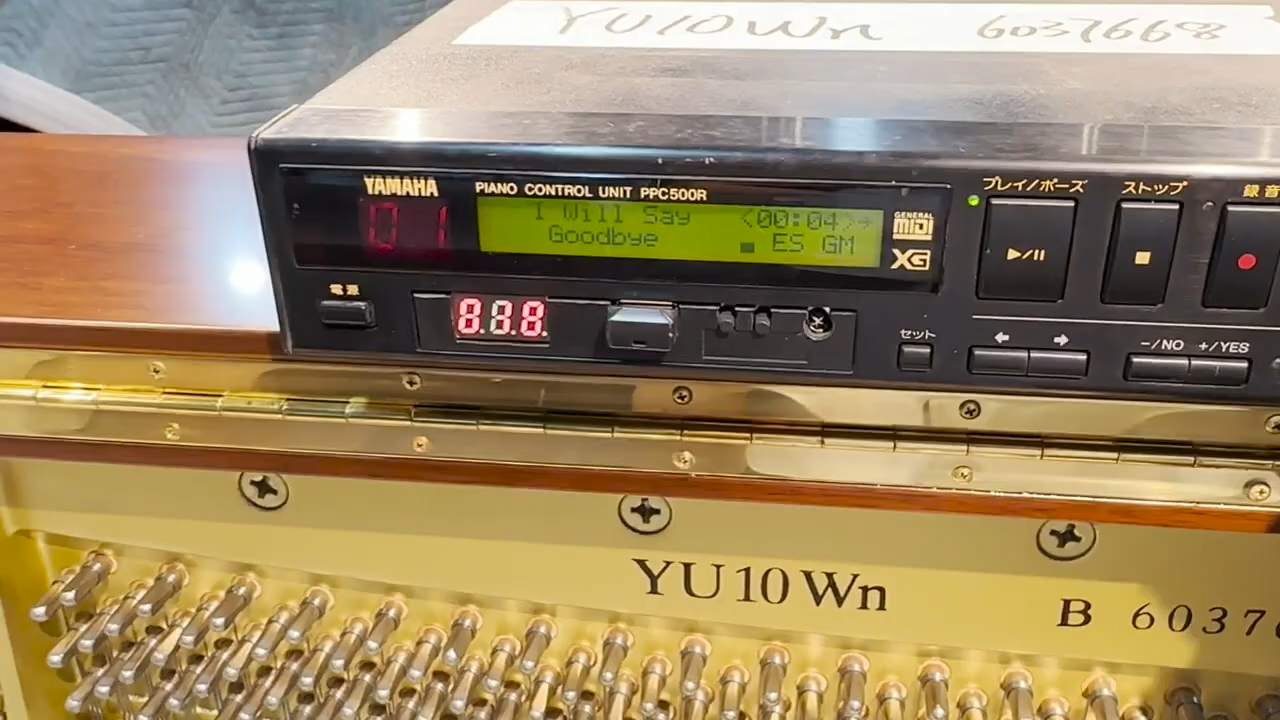 YU10Wn 6037668
YAMAHA
PIANO CONTROL UNIT PPC500R
01
I Will Say <00:04>→
Goodbye ■ ES GM
GENERAL
MIDI
XG
プレイ/ポーズ
ストップ
録音
▶/II
電源
8.8.8.
セット
← →
-/NO +/YES
YU10Wn
B 6037